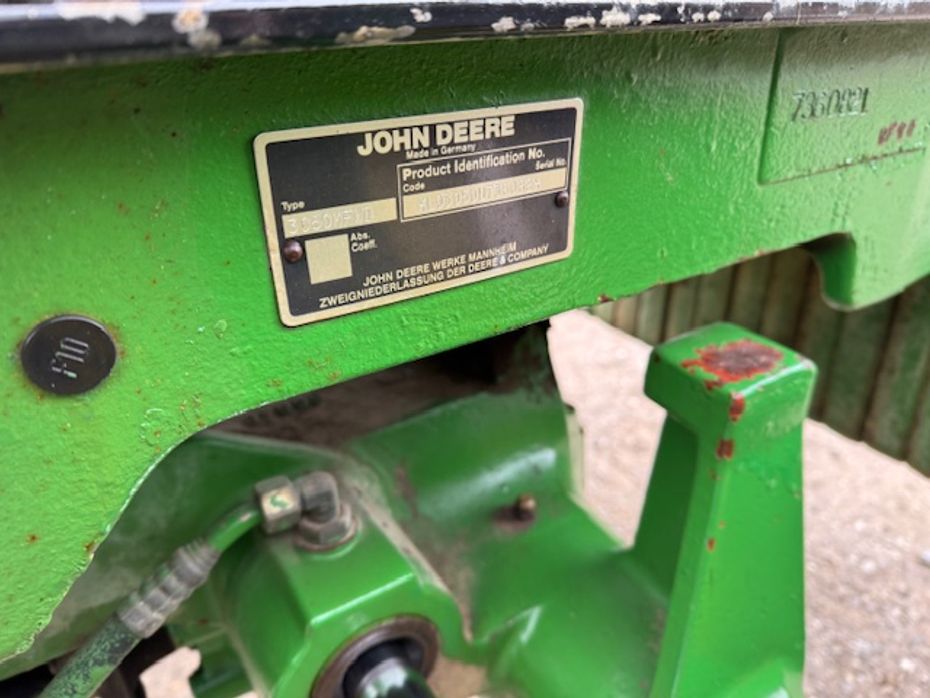 JOHN DEERE
Made in Germany
Product Identification No.
Code
Serial No.
Type
Abs.
Coeff.
JOHN DEERE WERKE MANNHEIM
ZWEIGNIEDERLASSUNG DER DEERE & COMPANY
7360821